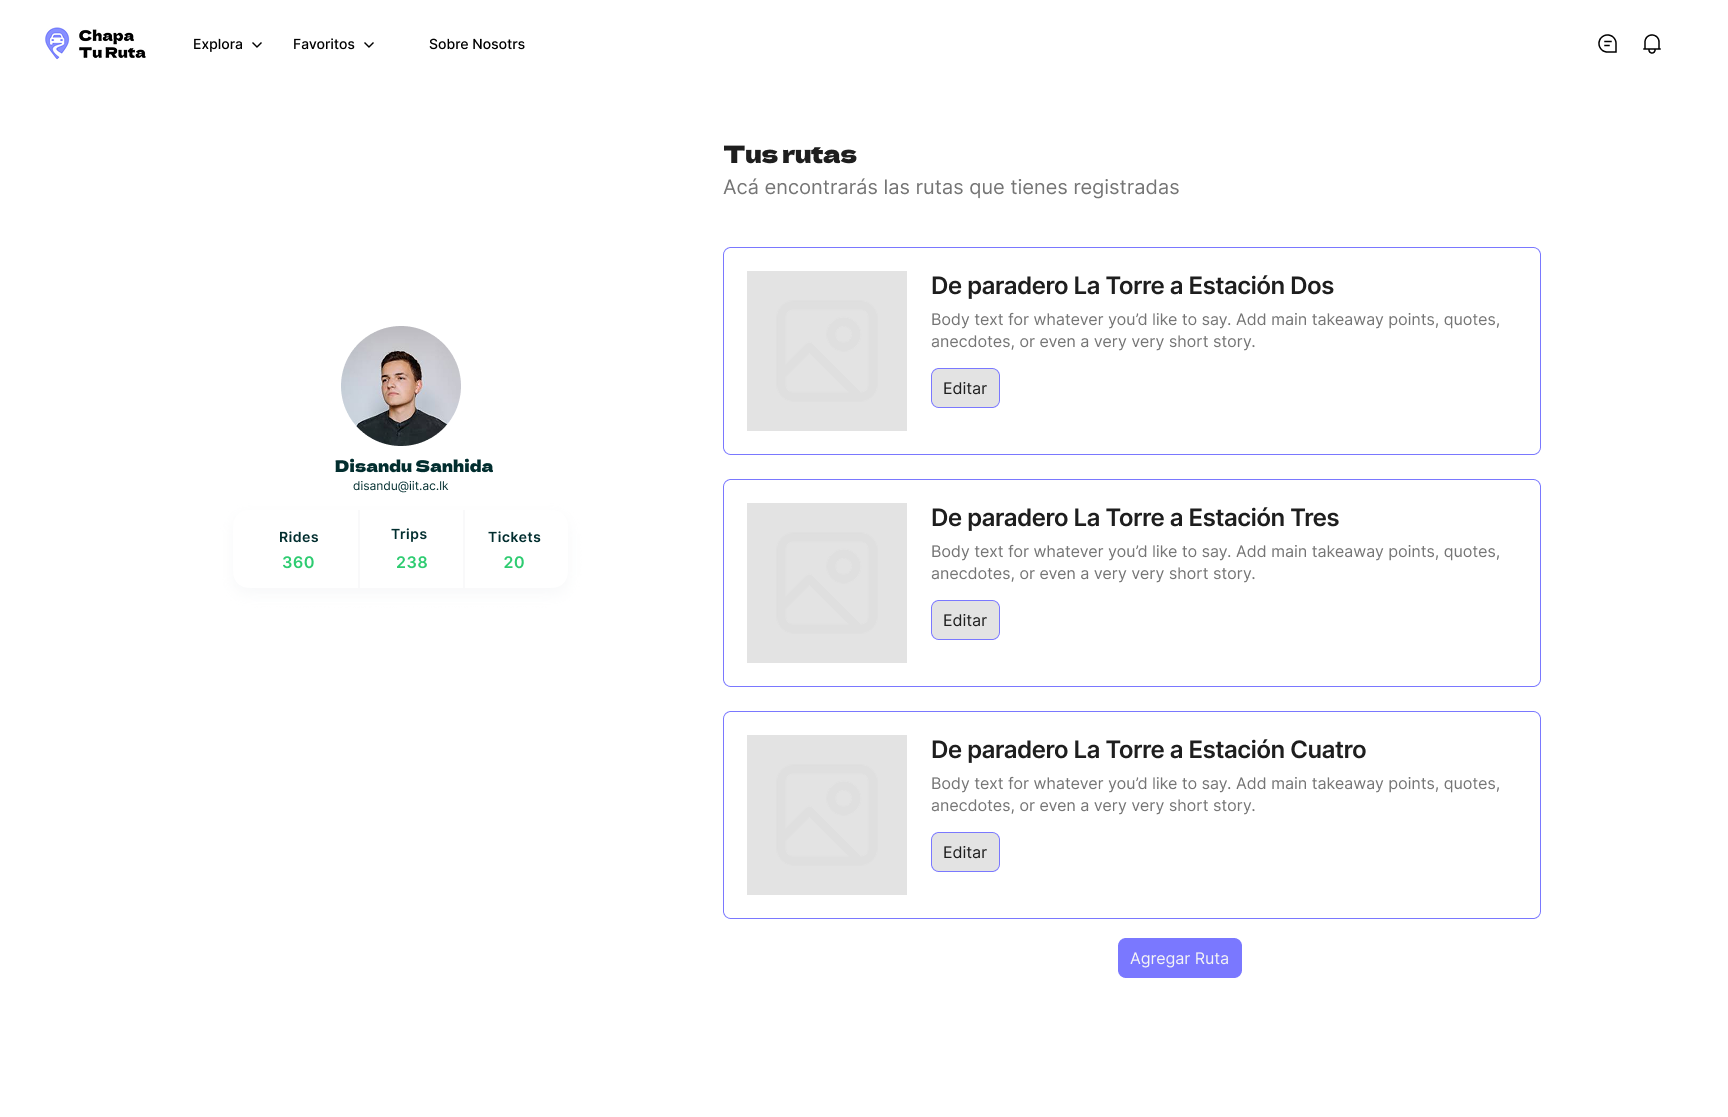 Chapa
Tu Ruta
Explora
Favoritos
Sobre Nosotrs
Tus rutas
Acá encontrarás las rutas que tienes registradas
Disandu Sanhida
disandu@iit.ac.lk
Rides
Trips
Tickets
360
238
20
De paradero La Torre a Estación Dos
Body text for whatever you’d like to say. Add main takeaway points, quotes,
anecdotes, or even a very very short story.
Editar
De paradero La Torre a Estación Tres
Body text for whatever you’d like to say. Add main takeaway points, quotes,
anecdotes, or even a very very short story.
Editar
De paradero La Torre a Estación Cuatro
Body text for whatever you’d like to say. Add main takeaway points, quotes,
anecdotes, or even a very very short story.
Editar
Agregar Ruta